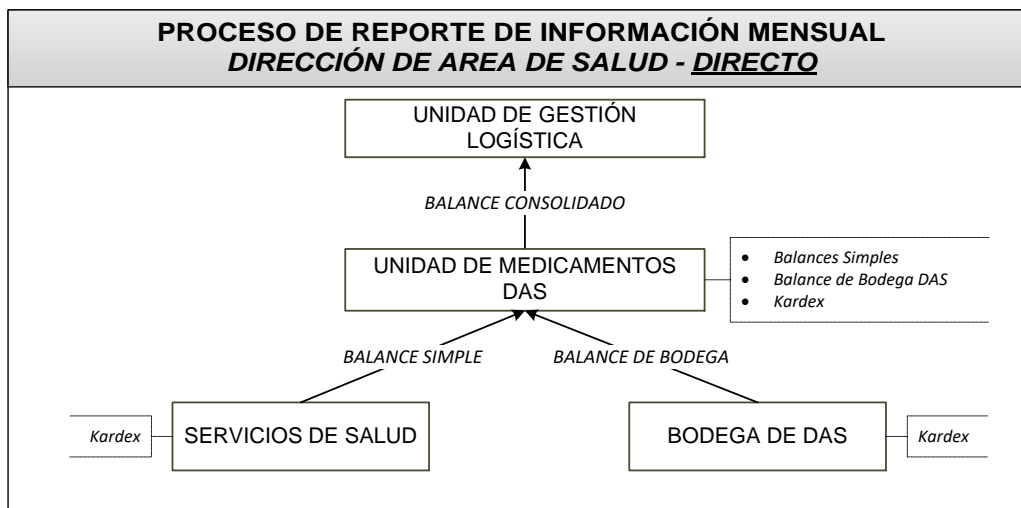 PROCESO DE REPORTE DE INFORMACIÓN MENSUAL
DIRECCIÓN DE AREA DE SALUD - DIRECTO
UNIDAD DE GESTIÓN
LOGÍSTICA
BALANCE CONSOLIDADO
UNIDAD DE MEDICAMENTOS
DAS
• Balances Simples
• Balance de Bodega DAS
• Kardex
BALANCE SIMPLE
BALANCE DE BODEGA
Kardex
SERVICIOS DE SALUD
BODEGA DE DAS
Kardex